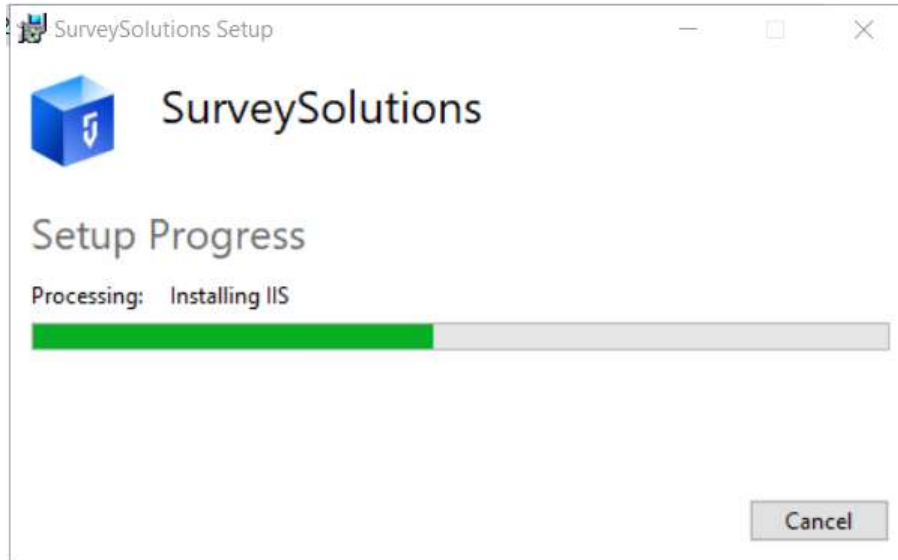 SurveySolutions Setup
SurveySolutions
Setup Progress
Processing: Installing IIS
Cancel